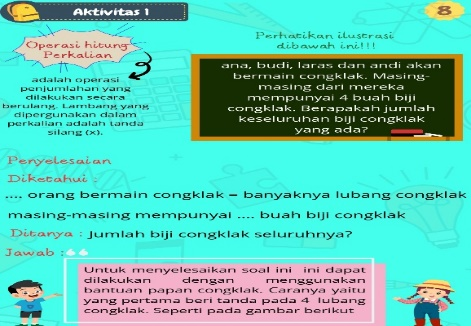 Aktivitas 1
8
Operasi hitung
Perkalian
adalah operasi
penjumlahan yang
dilakukan secara
berulang. Lambang yang
dipergunakan dalam
perkalian adalah tanda
silang (x).
Perhatikan ilustrasi
dibawah ini!!!
ana, budi, laras dan andi akan
bermain congklak. Masing-
masing dari mereka
mempunyai 4 buah biji
congklak. Berapakah jumlah
keseluruhan biji congklak
yang ada?
Penyelesaian
Diketahui :
.... orang bermain congklak = banyaknya lubang congklak
masing-masing mempunyai .... buah biji congklak
Ditanya : Jumlah biji congklak seluruhnya?
Jawab :
Untuk menyelesaikan soal ini ini dapat
dilakukan dengan menggunakan
bantuan papan congklak. Caranya yaitu
yang pertama beri tanda pada 4 lubang
congklak. Seperti pada gambar berikut